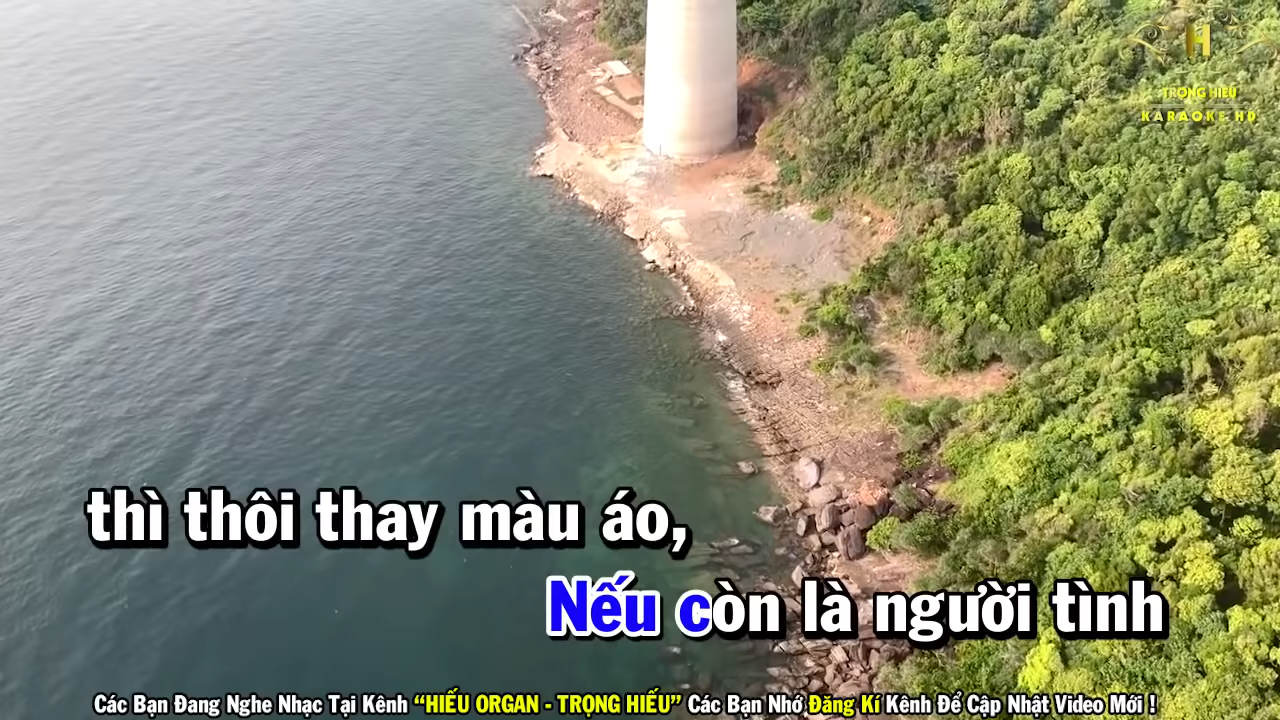 H
TRỌNG HIẾU
KARAOKE HD
thì thôi thay màu áo,
Nếu còn là người tình
Các Bạn Đang Nghe Nhạc Tại Kênh “HIẾU ORGAN - TRỌNG HIẾU” Các Bạn Nhớ Đăng Kí Kênh Để Cập Nhật Video Mới !